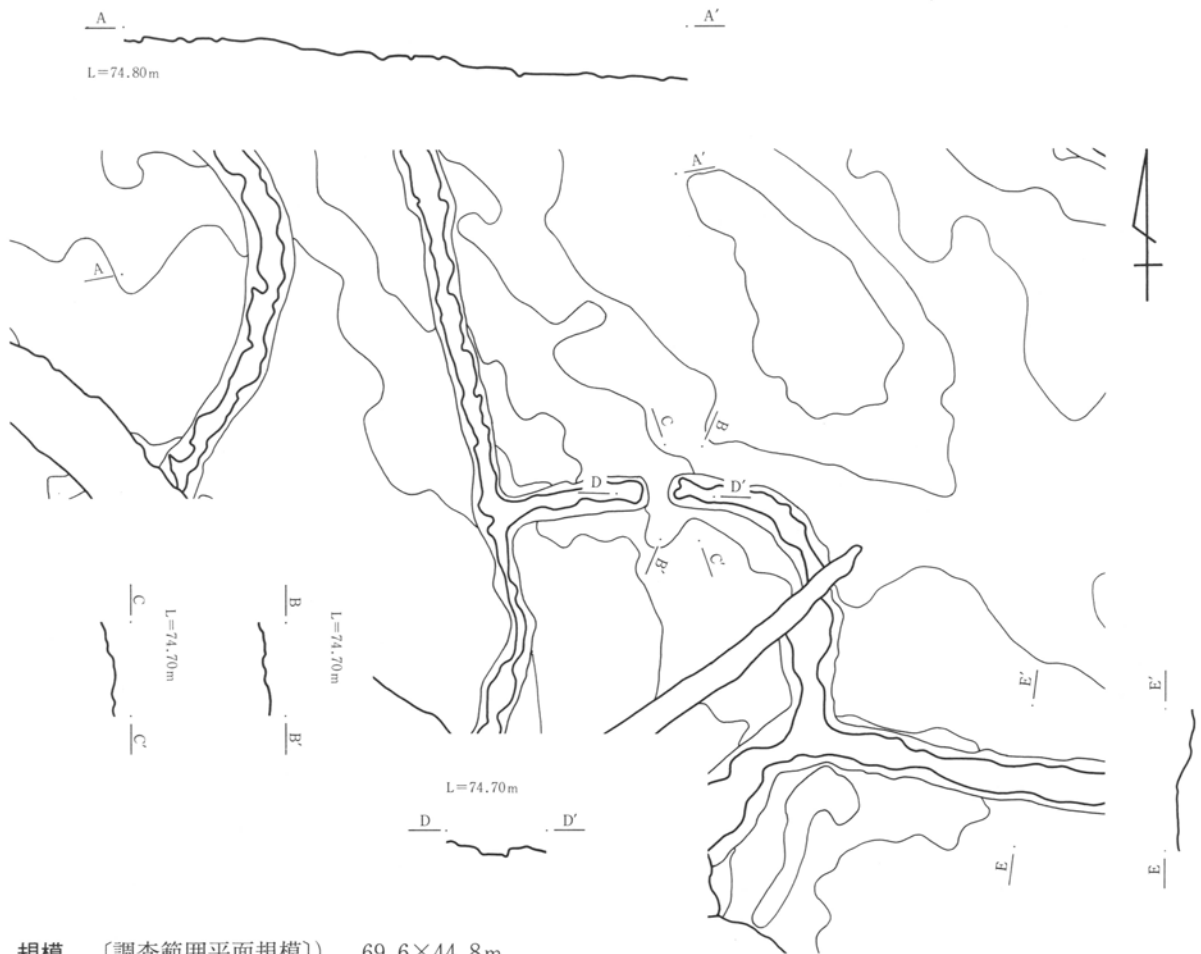 A A′
L=74.80m
A′
A
C B
D D′
B′ C′
C L=74.70m B L=74.70m
C′ B′
E′ E′
L=74.70m
D D′
E E
規模 〔調査範囲平面規模〕） 69.6×44.8m